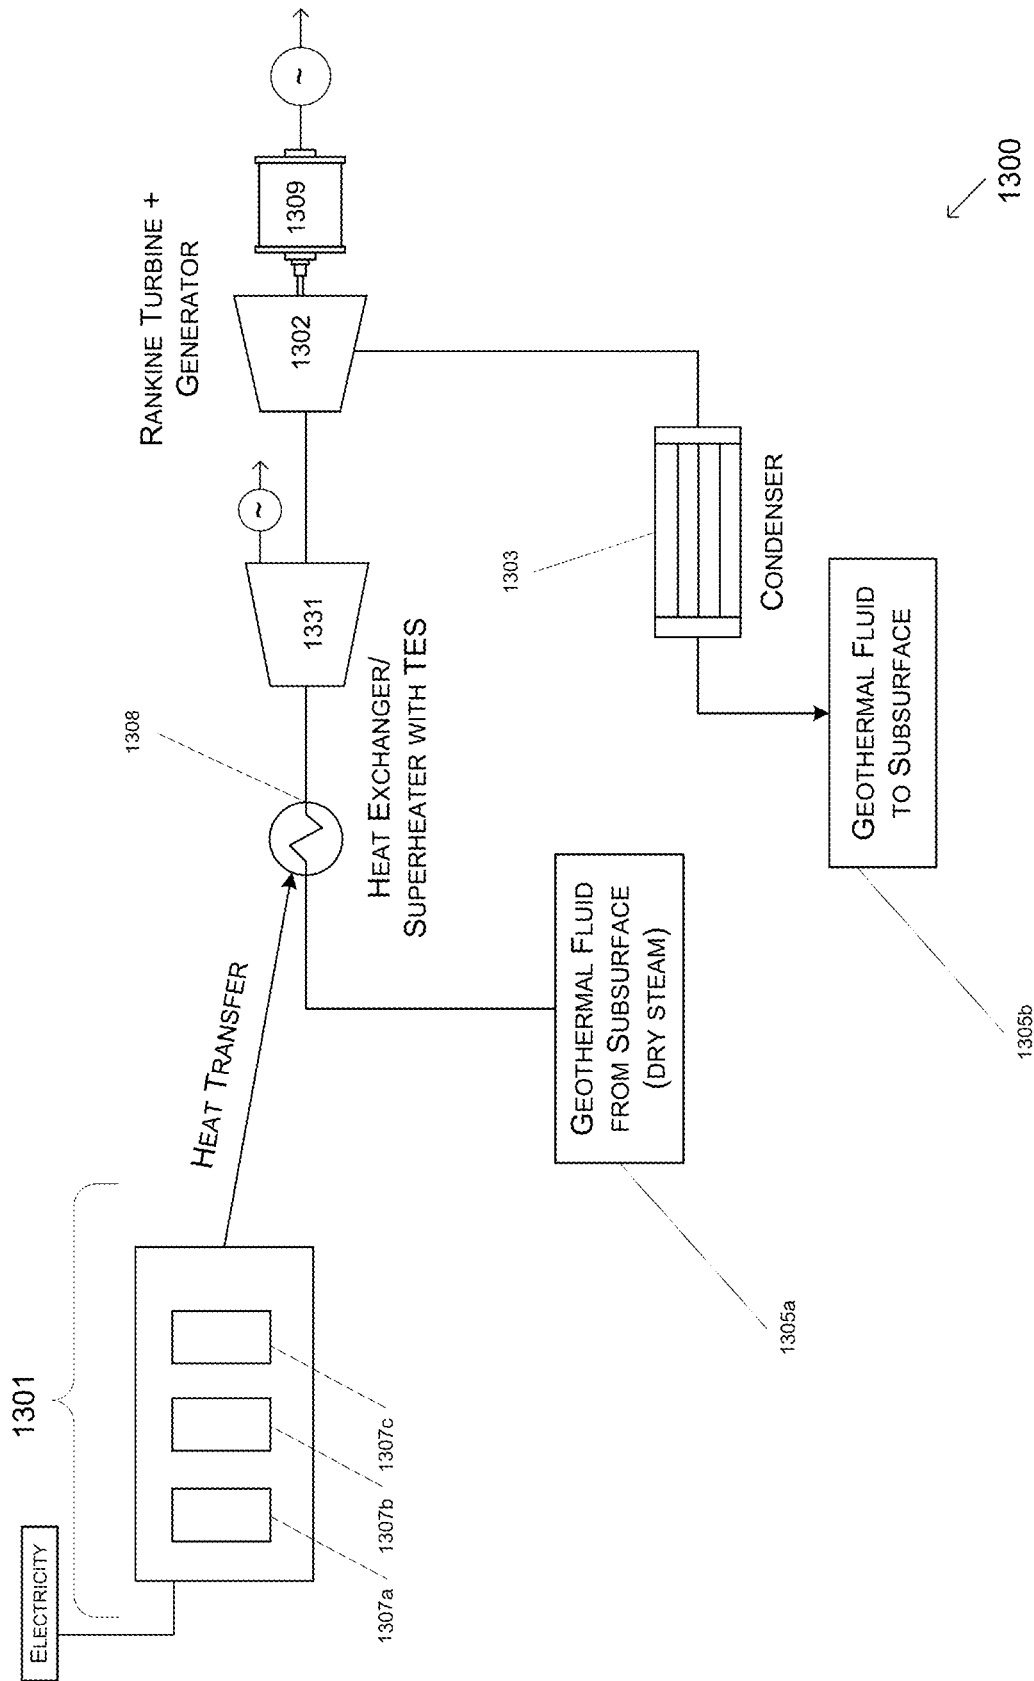 ELECTRICITY
1301
1307a
1307b
1307c
HEAT TRANSFER
1308
HEAT EXCHANGER/
SUPERHEATER WITH TES
1331
~
RANKINE TURBINE +
GENERATOR
1302
1309
~
1303
CONDENSER
GEOTHERMAL FLUID
FROM SUBSURFACE
(DRY STEAM)
1305a
GEOTHERMAL FLUID
TO SUBSURFACE
1305b
1300